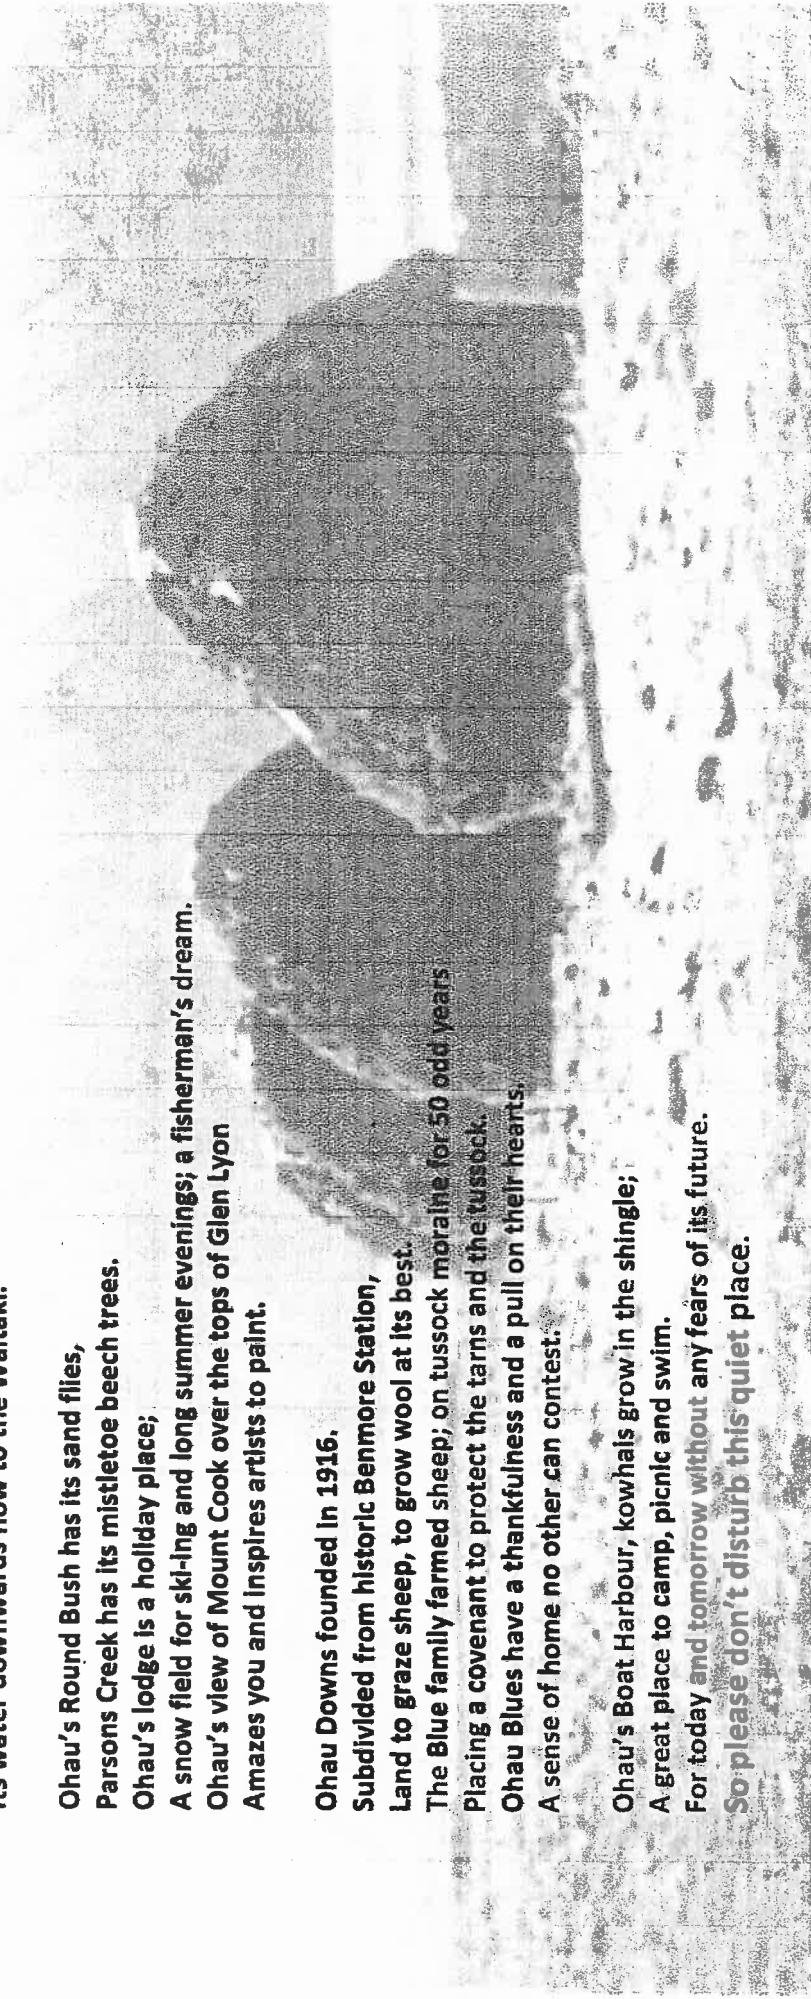 its water downwards flow to the Waitaki.
Ohau's Round Bush has its sand flies,
Parsons Creek has its mistletoe beech trees.
Ohau's lodge is a holiday place;
A snow field for ski-ing and long summer evenings; a fisherman's dream.
Ohau's view of Mount Cook over the tops of Glen Lyon
Amazes you and inspires artists to paint.
Ohau Downs founded in 1916.
Subdivided from historic Benmore Station,
Land to graze sheep, to grow wool at its best.
The Blue family farmed sheep; on tussock moraine for 50 odd years
Placing a covenant to protect the tarns and the tussock.
Ohau Blues have a thankfulness and a pull on their hearts.
A sense of home no other can contest.
Ohau's Boat Harbour, kowhais grow in the shingle;
A great place to camp, picnic and swim.
For today and tomorrow without any fears of its future.
So please don't disturb this quiet place.